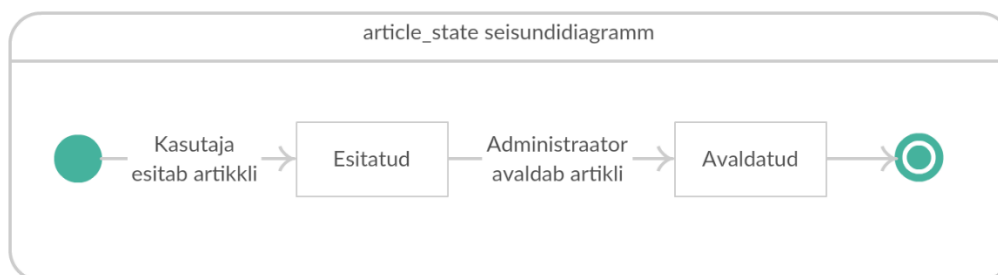 article_state seisundidiagramm
Kasutaja
esitab artikkli
Esitatud
Administraator
avaldab artikli
Avaldatud